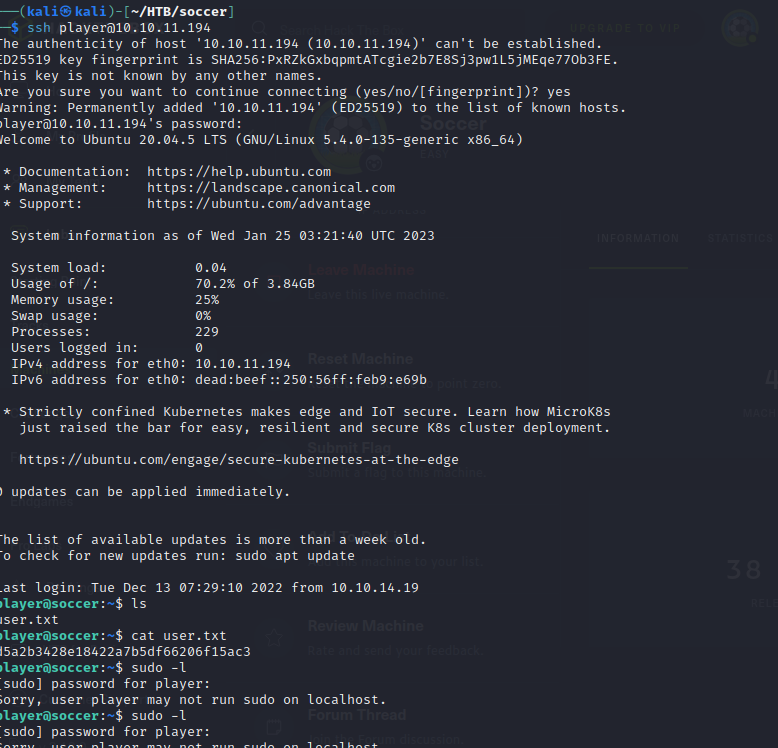 ──(kali㉿kali)-[~/HTB/soccer]
─$ ssh player@10.10.11.194
UPGRADE TO VIP
The authenticity of host '10.10.11.194 (10.10.11.194)' can't be established.
ED25519 key fingerprint is SHA256:PxRZkGxbqpmtATcgie2b7E8Sj3pw1L5jMEqe77Ob3FE.
This key is not known by any other names.
Are you sure you want to continue connecting (yes/no/[fingerprint])? yes
Warning: Permanently added '10.10.11.194' (ED25519) to the list of known hosts.
player@10.10.11.194's password:
Soccer
Welcome to Ubuntu 20.04.5 LTS (GNU/Linux 5.4.0-135-generic x86_64)
EASY
* Documentation:  https://help.ubuntu.com
* Management:     https://landscape.canonical.com
* Support:        https://ubuntu.com/advantage
System information as of Wed Jan 25 03:21:40 UTC 2023
INFORMATION
STATISTICS
System load:           0.04
Leave Machine
Usage of /:            70.2% of 3.84GB
Leave this live machine.
Memory usage:          25%
Swap usage:            0%
Processes:             229
Users logged in:       0
Reset Machine
IPv4 address for eth0: 10.10.11.194
IPv6 address for eth0: dead:beef::250:56ff:feb9:e69b
point zero.
* Strictly confined Kubernetes makes edge and IoT secure. Learn how MicroK8s
just raised the bar for easy, resilient and secure K8s cluster deployment.
Submit Flag
https://ubuntu.com/engage/secure-kubernetes-at-the-edge
Submit a flag to this machine.
0 updates can be applied immediately.
The list of available updates is more than a week old.
To check for new updates run: sudo apt update
machine to your list
38
Last login: Tue Dec 13 07:29:10 2022 from 10.10.14.19
player@soccer:~$ ls
user.txt
Review Machine
player@soccer:~$ cat user.txt
d5a2b3428e18422a7b5df66206f15ac3
Rate and send your feedback
player@soccer:~$ sudo -l
[sudo] password for player:
Sorry, user player may not run sudo on localhost.
player@soccer:~$ sudo -l
Forum Thread
[sudo] password for player:
Sorry, user player may not run sudo on localhost.